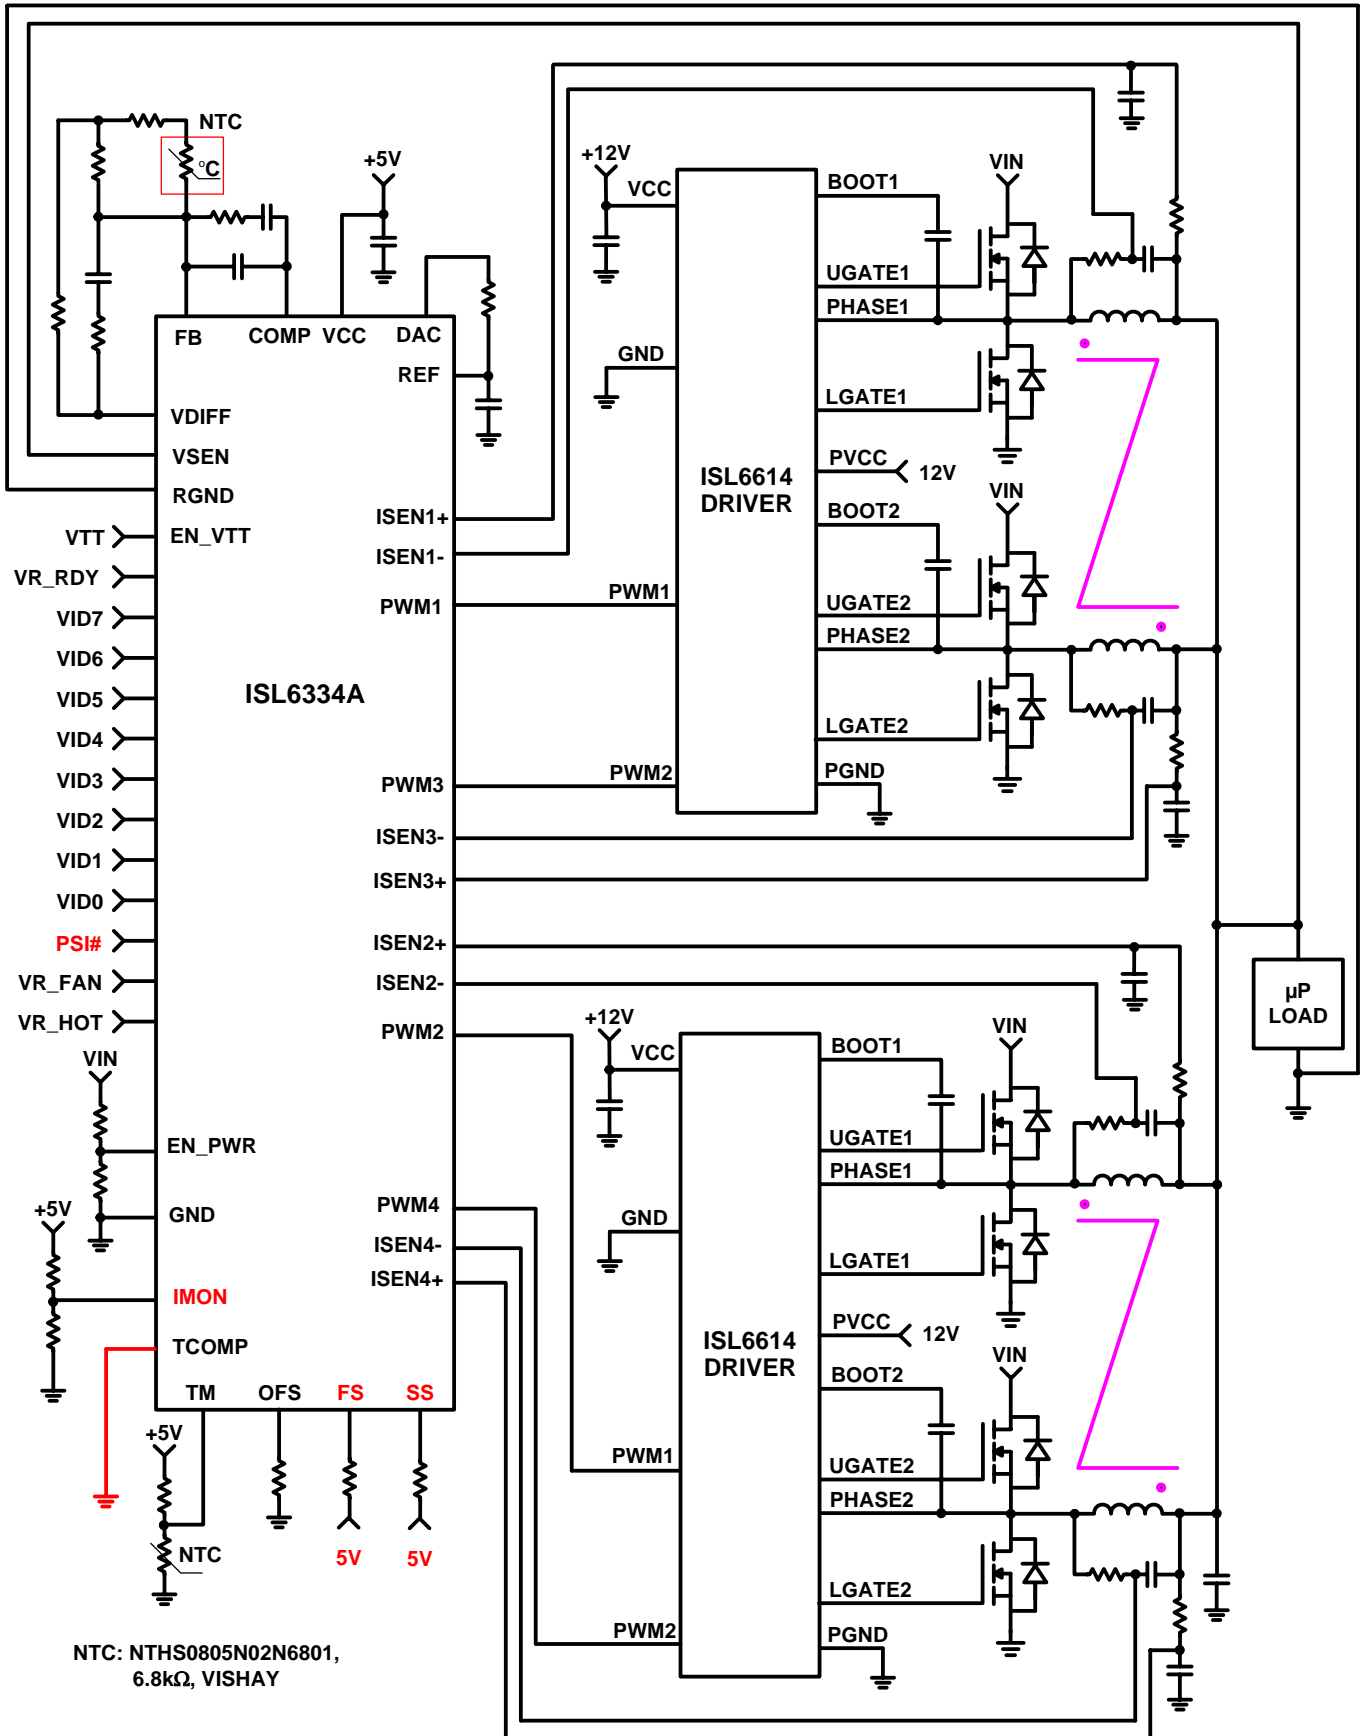 NTC
°C
+5V
FB
COMP
VCC
DAC
REF
VDIFF
VSEN
RGND
VTT
EN_VTT
VR_RDY
VID7
VID6
VID5
VID4
VID3
VID2
VID1
VID0
PSI#
VR_FAN
VR_HOT
VIN
EN_PWR
GND
+5V
IMON
TCOMP
TM
OFS
FS
SS
+5V
NTC
5V
5V
ISL6334A
ISEN1+
ISEN1-
PWM1
PWM3
ISEN3-
ISEN3+
ISEN2+
ISEN2-
PWM2
PWM4
ISEN4-
ISEN4+
+12V
VCC
GND
PWM1
PWM2
ISL6614
DRIVER
BOOT1
UGATE1
PHASE1
LGATE1
PVCC
12V
BOOT2
UGATE2
PHASE2
LGATE2
PGND
VIN
VIN
+12V
VCC
GND
PWM1
PWM2
ISL6614
DRIVER
BOOT1
UGATE1
PHASE1
LGATE1
PVCC
12V
BOOT2
UGATE2
PHASE2
LGATE2
PGND
VIN
VIN
µP
LOAD
NTC: NTHS0805N02N6801,
6.8kΩ, VISHAY